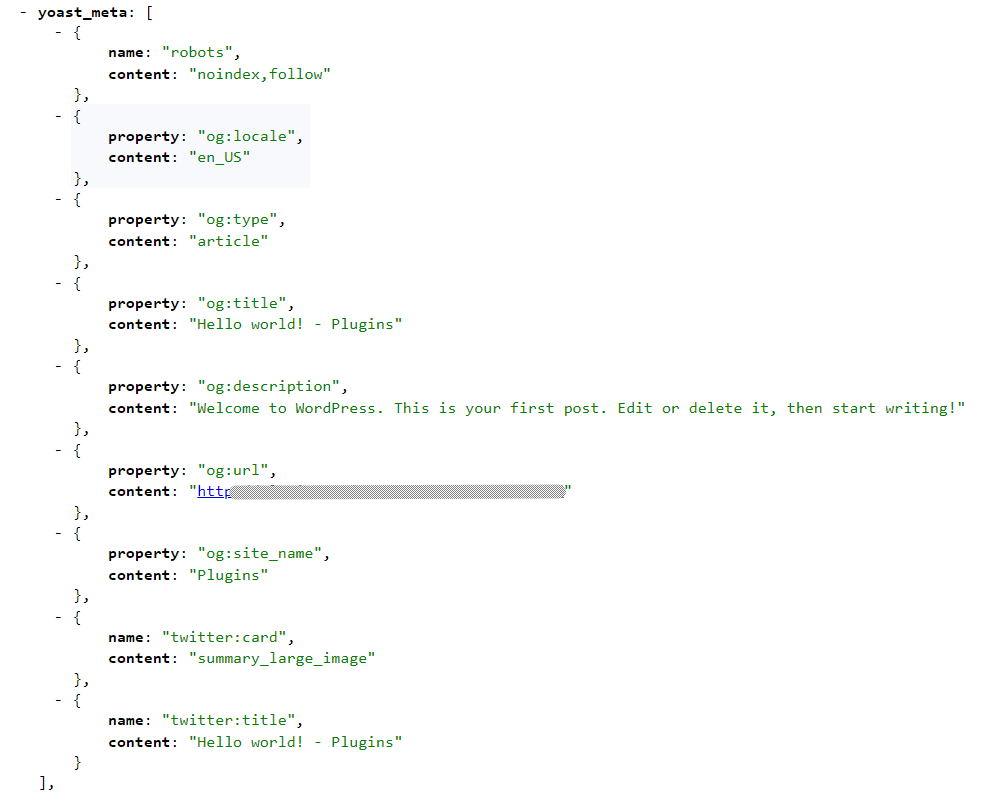 - yoast_meta: [
- {
name: "robots",
content: "noindex,follow"
},
- {
property: "og:locale",
content: "en_US"
},
- {
property: "og:type",
content: "article"
},
- {
property: "og:title",
content: "Hello world! - Plugins"
},
- {
property: "og:description",
content: "Welcome to WordPress. This is your first post. Edit or delete it, then start writing!"
},
- {
property: "og:url",
content: "http"
},
- {
property: "og:site_name",
content: "Plugins"
},
- {
name: "twitter:card",
content: "summary_large_image"
},
- {
name: "twitter:title",
content: "Hello world! - Plugins"
}
],